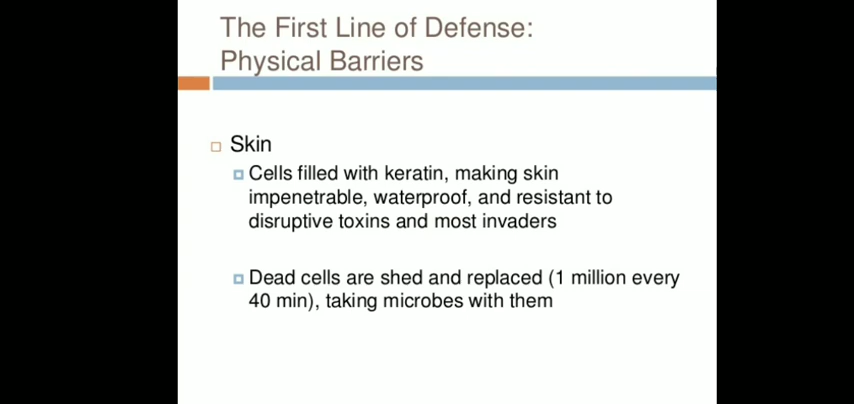 The First Line of Defense:
Physical Barriers
Skin
Cells filled with keratin, making skin
impenetrable, waterproof, and resistant to
disruptive toxins and most invaders
Dead cells are shed and replaced (1 million every
40 min), taking microbes with them